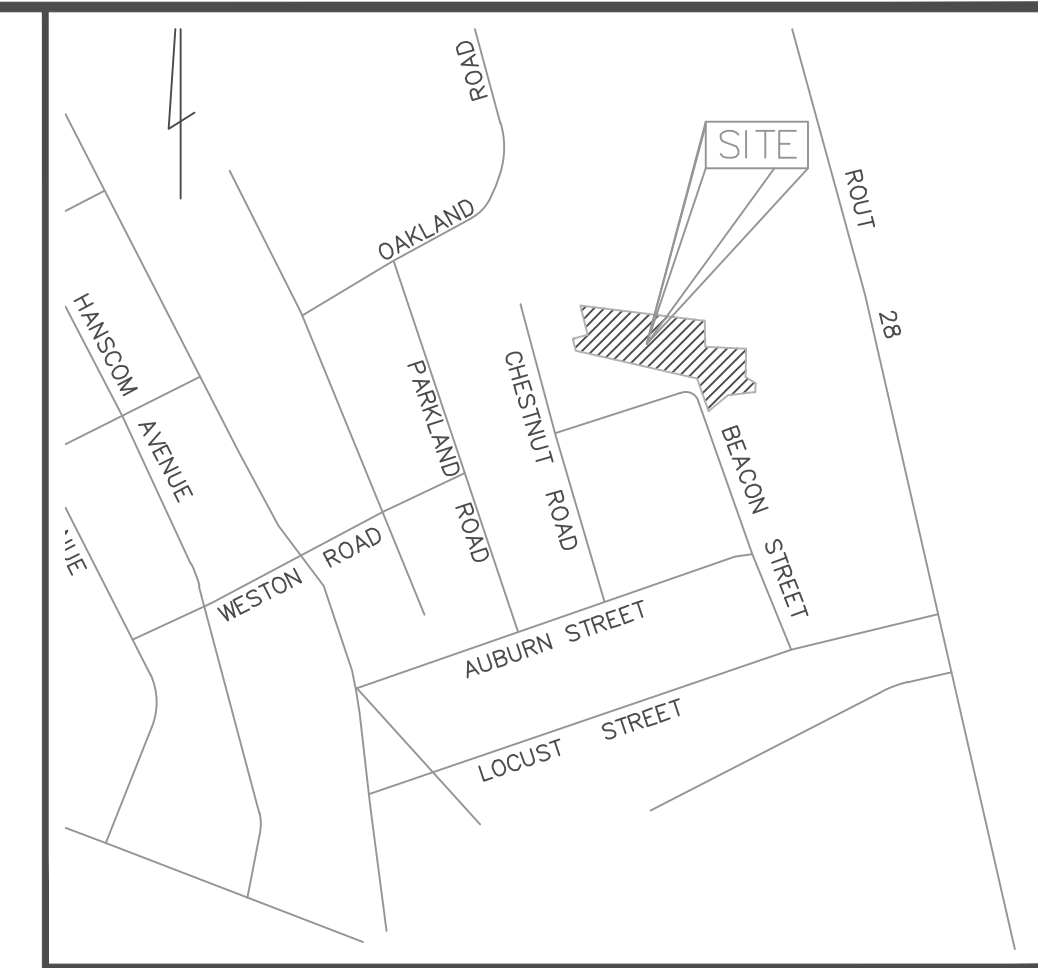 ROAD
SITE
ROUT 28
OAKLAND
HANSCOM AVENUE
PARKLAND ROAD
CHESTNUT ROAD
BEACON STREET
WESTON ROAD
AUBURN STREET
LOCUST STREET